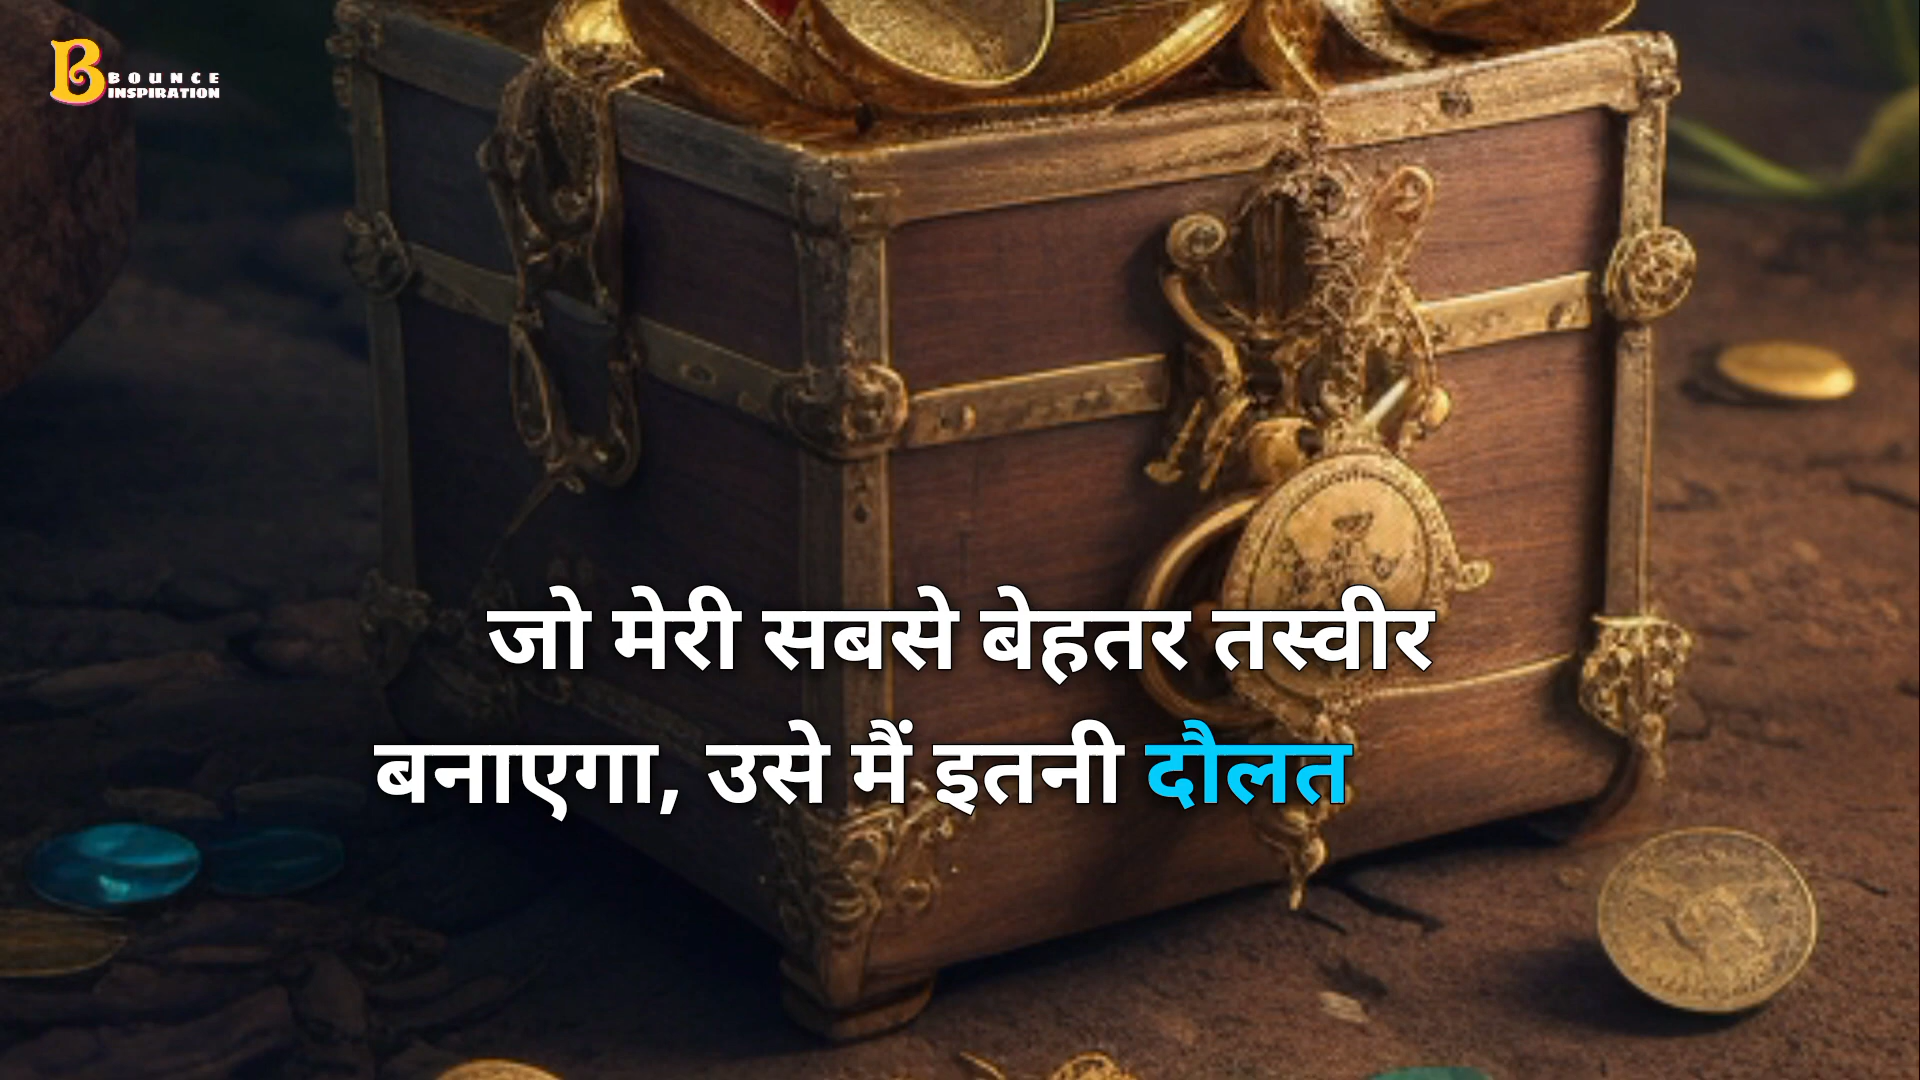 BOUNCE
INSPIRATION
जो मेरी सबसे बेहतर तस्वीर
बनाएगा, उसे मैं इतनी दौलत